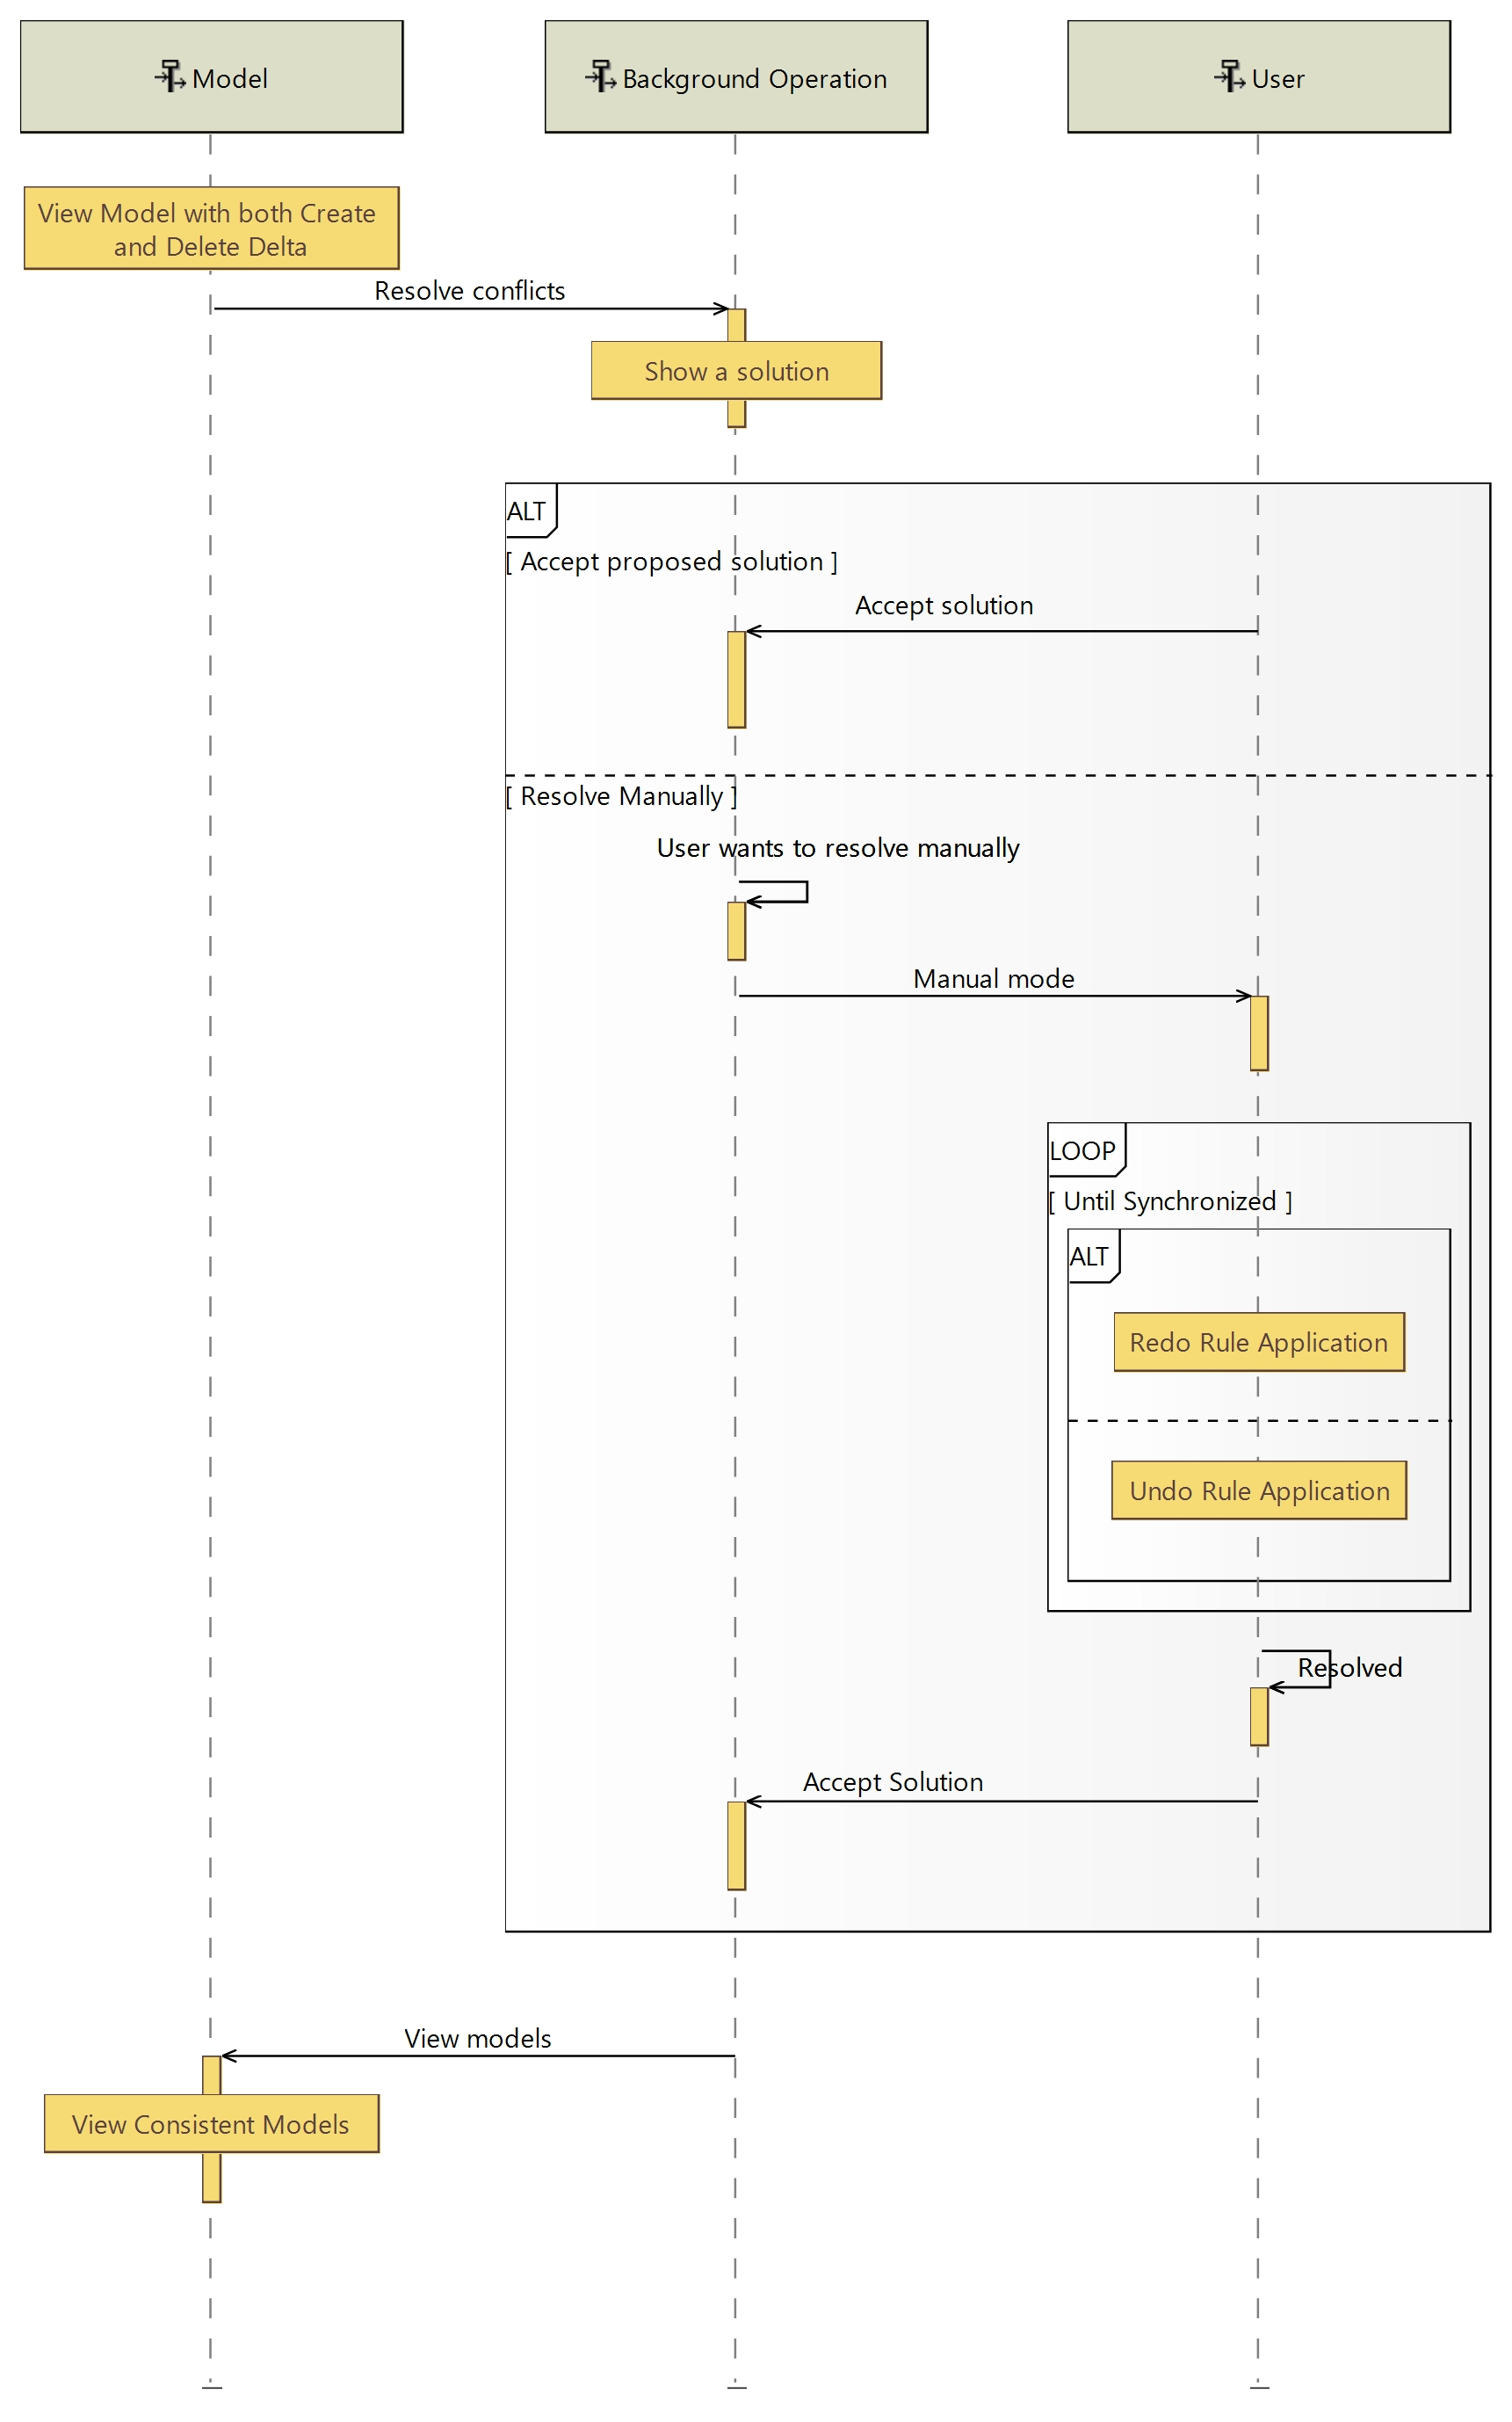 Model
Background Operation
User
View Model with both Create
and Delete Delta
Resolve conflicts
Show a solution
ALT
[ Accept proposed solution ]
Accept solution
[ Resolve Manually ]
User wants to resolve manually
Manual mode
LOOP
[ Until Synchronized ]
ALT
Redo Rule Application
Undo Rule Application
Resolved
Accept Solution
View models
View Consistent Models